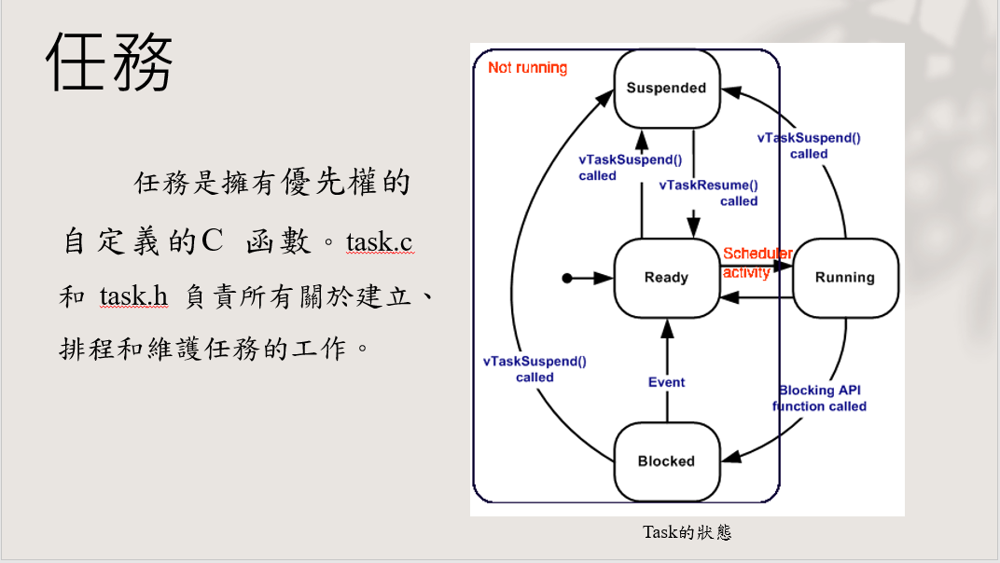 任務
任務是擁有優先權的
自定義的C 函數。task.c
和 task.h 負責所有關於建立、
排程和維護任務的工作。
Not running
Suspended
vTaskSuspend()
called
vTaskSuspend()
called
vTaskResume()
called
Scheduler
activity
Ready
Running
vTaskSuspend()
called
Event
Blocking API
function called
Blocked
Task的狀態